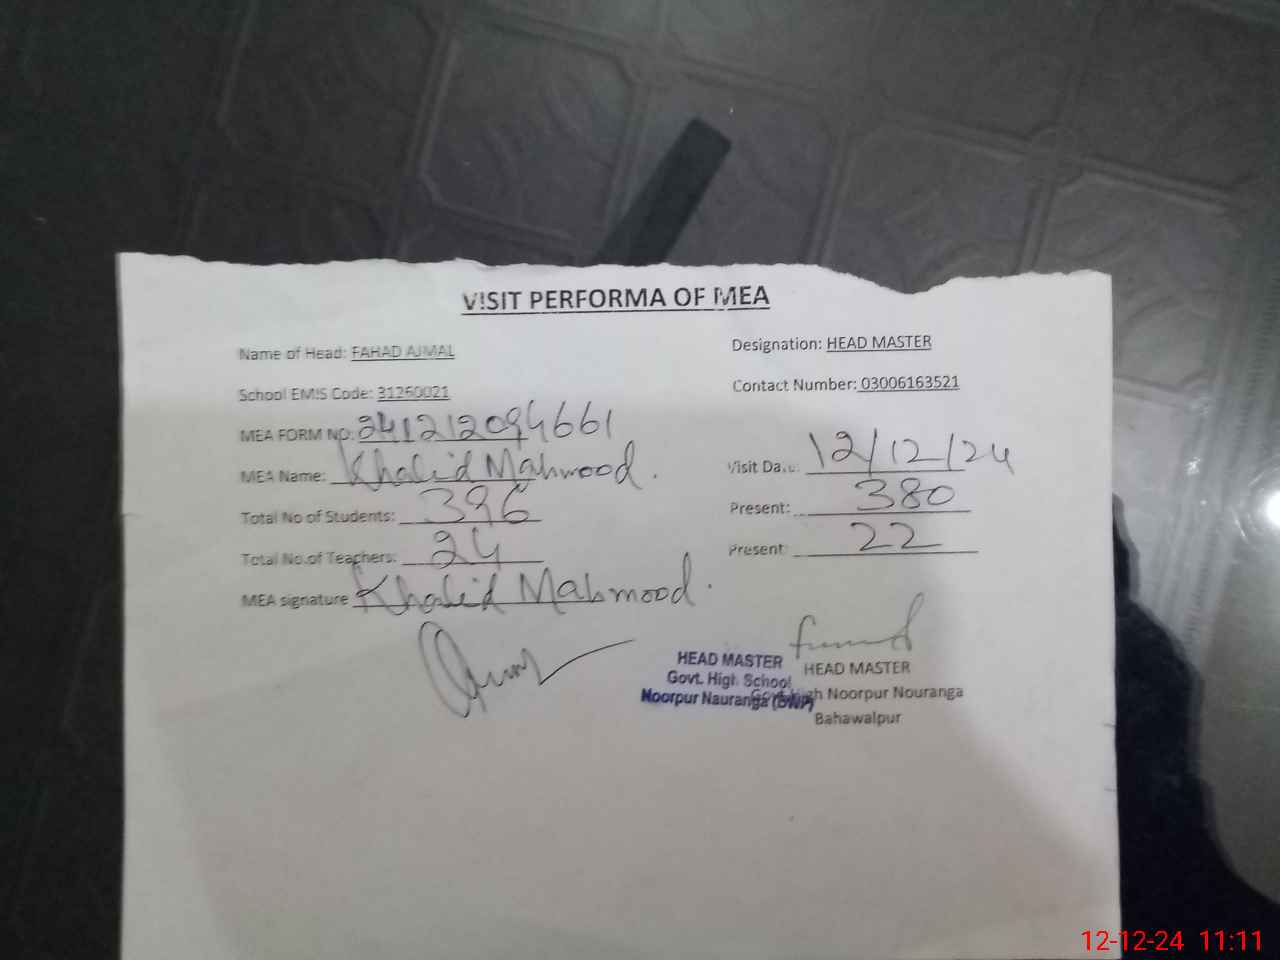 VISIT PERFORMA OF MEA
Name of Head: FAHAD AJMAL Designation: HEAD MASTER
School EMIS Code: 31260021 Contact Number: 03006163521
MEA FORM NO: 241212094661
MEA Name: Khalid Mahmood. Visit Date: 12/12/24
Total No of Students: 396 Present: 380
Total No.of Teachers: 24 Present: 22
MEA signature Khalid Mahmood.
HEAD MASTER
Govt. High School
Noorpur Nauranga (BWP)
HEAD MASTER
Govt. High Noorpur Nouranga
Bahawalpur
12-12-24 11:11